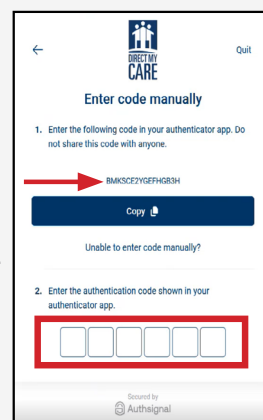 Quit
DIRECT MY
CARE
Enter code manually
1. Enter the following code in your authenticator app. Do
not share this code with anyone.
BMKSCE2YGEFHGB3H
Copy
Unable to enter code manually?
2. Enter the authentication code shown in your
authenticator app.
Secured by
Authsignal